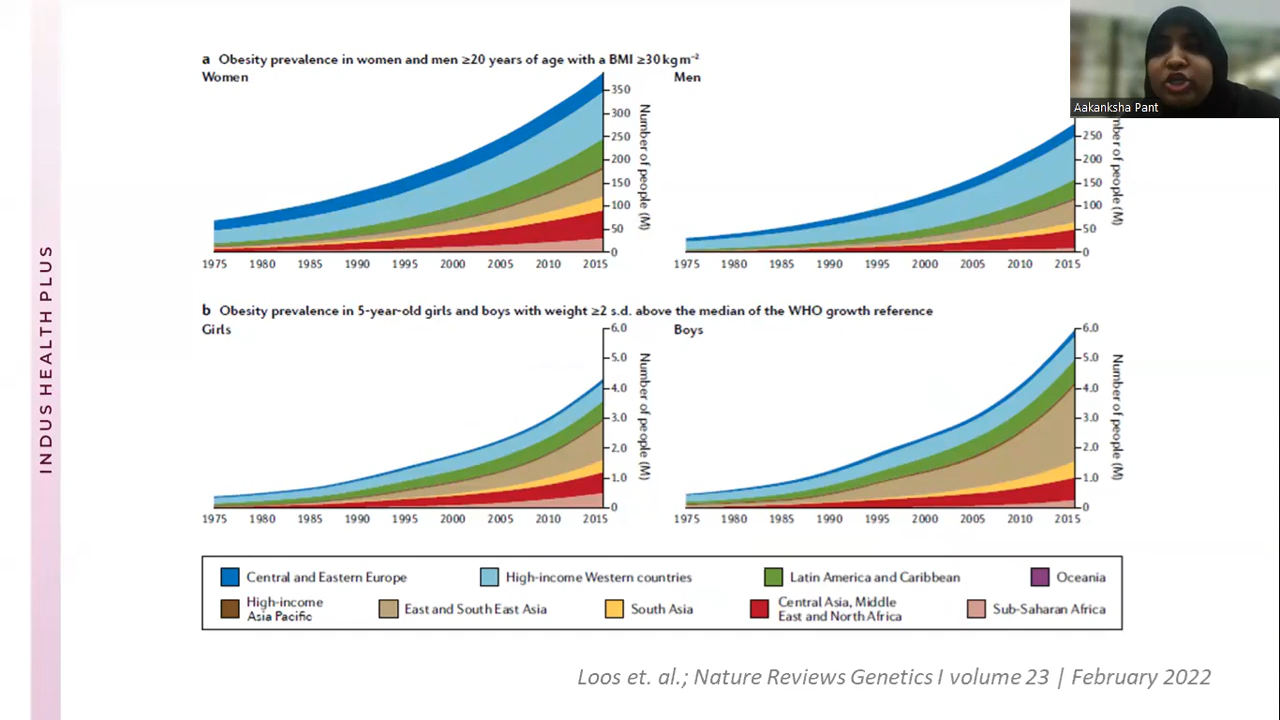 INDUS HEALTH PLUS
a Obesity prevalence in women and men ≥20 years of age with a BMI ≥30 kg m⁻²
Women
350
300
250
200
150
100
50
0
Number of people (M)
1975 1980 1985 1990 1995 2000 2005 2010 2015
Men
Aakanksha Pant
250
200
150
100
50
0
of people (M)
1975 1980 1985 1990 1995 2000 2005 2010 2015
b Obesity prevalence in 5-year-old girls and boys with weight ≥2 s.d. above the median of the WHO growth reference
Girls
6.0
5.0
4.0
3.0
2.0
1.0
0
Number of people (M)
1975 1980 1985 1990 1995 2000 2005 2010 2015
Boys
6.0
5.0
4.0
3.0
2.0
1.0
0
Number of people (M)
1975 1980 1985 1990 1995 2000 2005 2010 2015
Central and Eastern Europe
High-income Western countries
Latin America and Caribbean
Oceania
High-income
Asia Pacific
East and South East Asia
South Asia
Central Asia, Middle
East and North Africa
Sub-Saharan Africa
Loos et. al.; Nature Reviews Genetics I volume 23 | February 2022